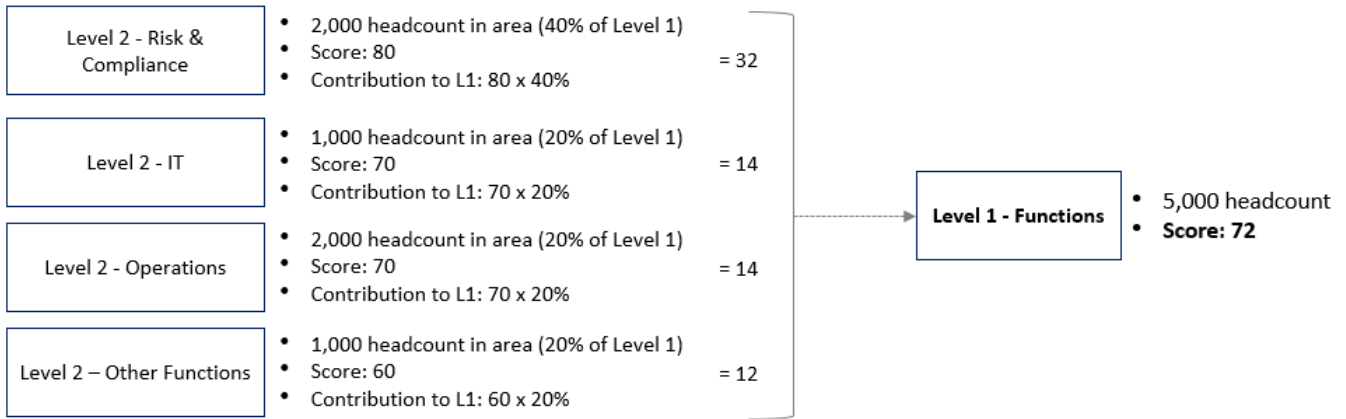 Level 2 - Risk &
Compliance
• 2,000 headcount in area (40% of Level 1)
• Score: 80
• Contribution to L1: 80 x 40%
= 32
Level 2 - IT
• 1,000 headcount in area (20% of Level 1)
• Score: 70
• Contribution to L1: 70 x 20%
= 14
Level 2 - Operations
• 2,000 headcount in area (20% of Level 1)
• Score: 70
• Contribution to L1: 70 x 20%
= 14
Level 2 – Other Functions
• 1,000 headcount in area (20% of Level 1)
• Score: 60
• Contribution to L1: 60 x 20%
= 12
Level 1 - Functions
• 5,000 headcount
• Score: 72